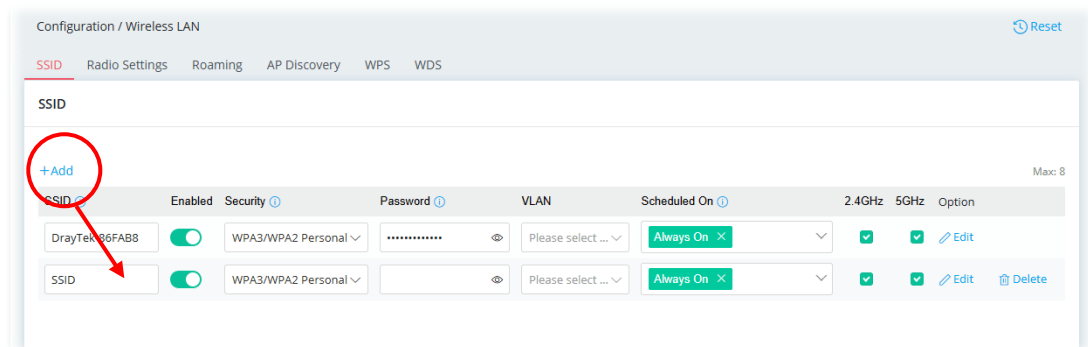 Configuration / Wireless LAN Reset
SSID Radio Settings Roaming AP Discovery WPS WDS
SSID
+Add Max: 8
SSID Enabled Security Password VLAN Scheduled On 2.4GHz 5GHz Option
DrayTek-86FAB8 WPA3/WPA2 Personal ••••••••••••• Please select ... Always On × Edit
SSID WPA3/WPA2 Personal Please select ... Always On × Edit Delete